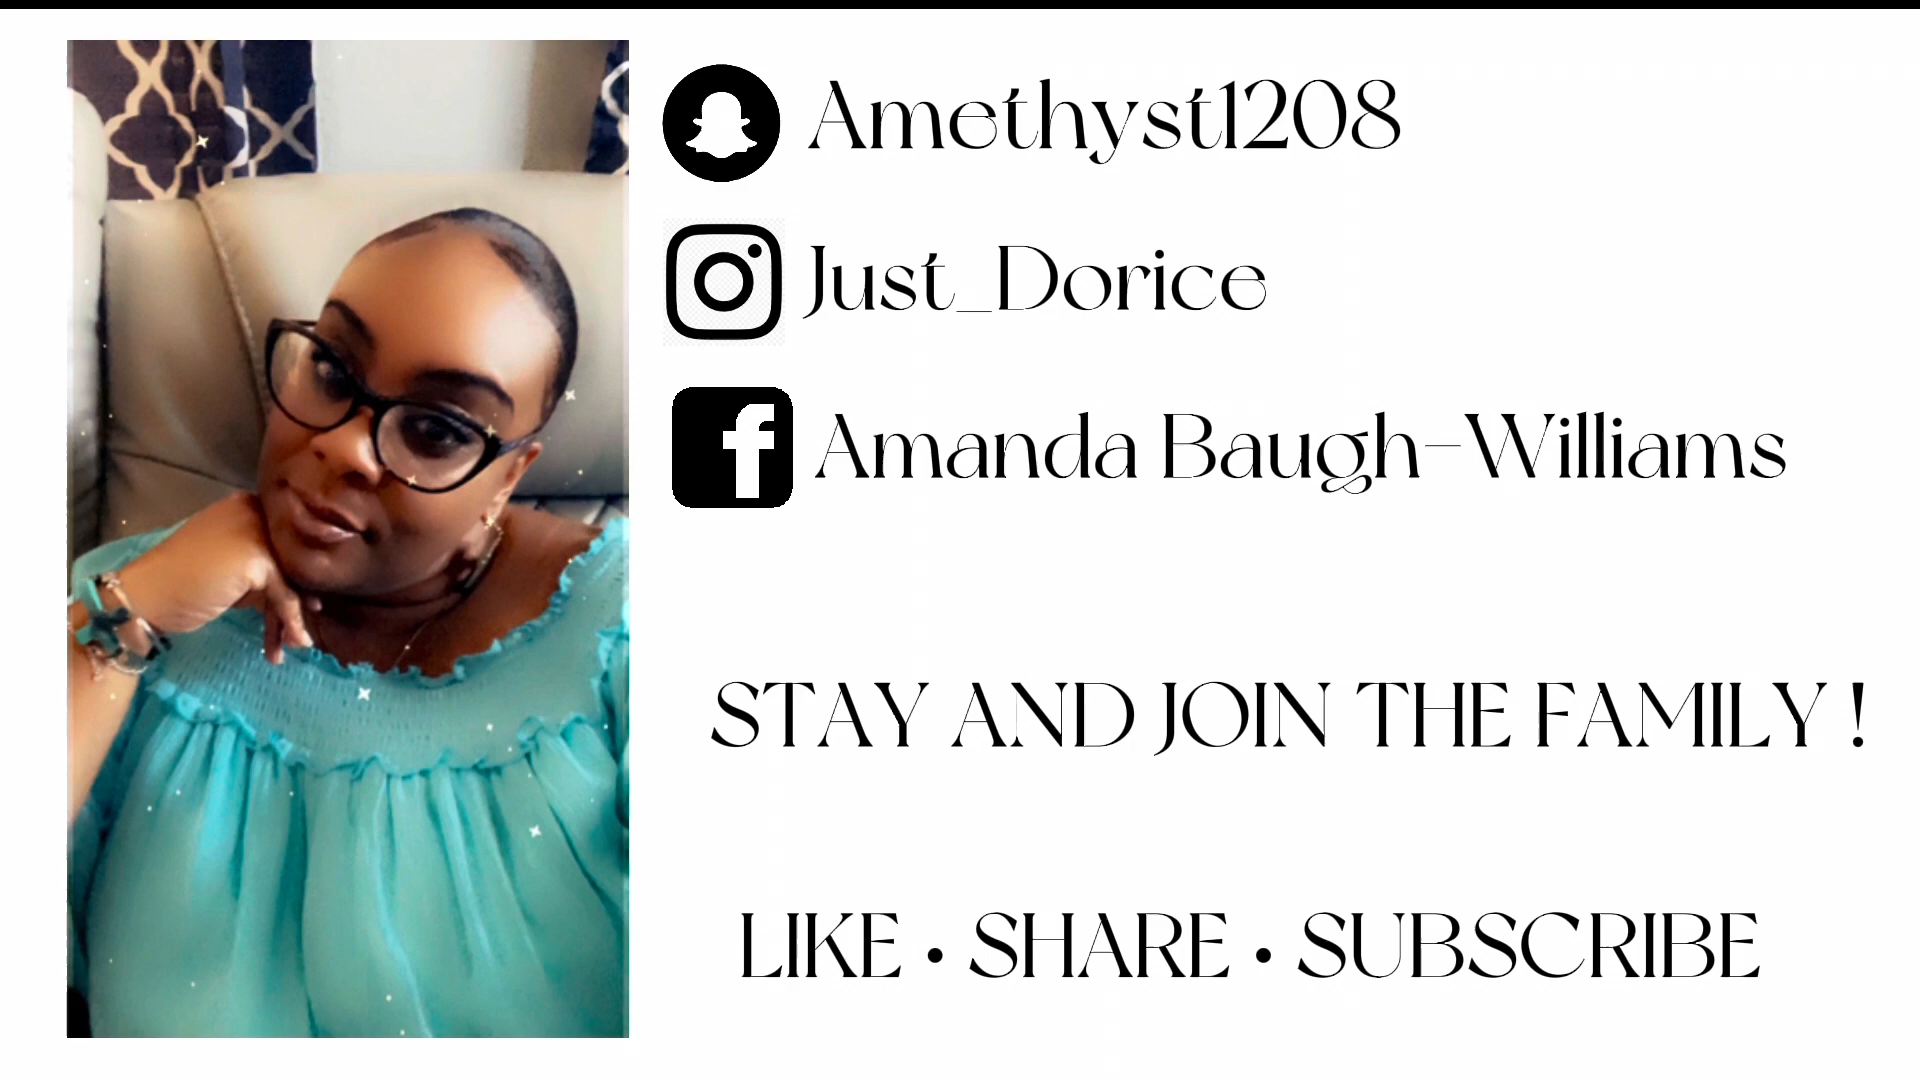 Amethyst1208
Just_Dorice
Amanda Baugh-Williams
STAY AND JOIN THE FAMILY !
LIKE • SHARE • SUBSCRIBE